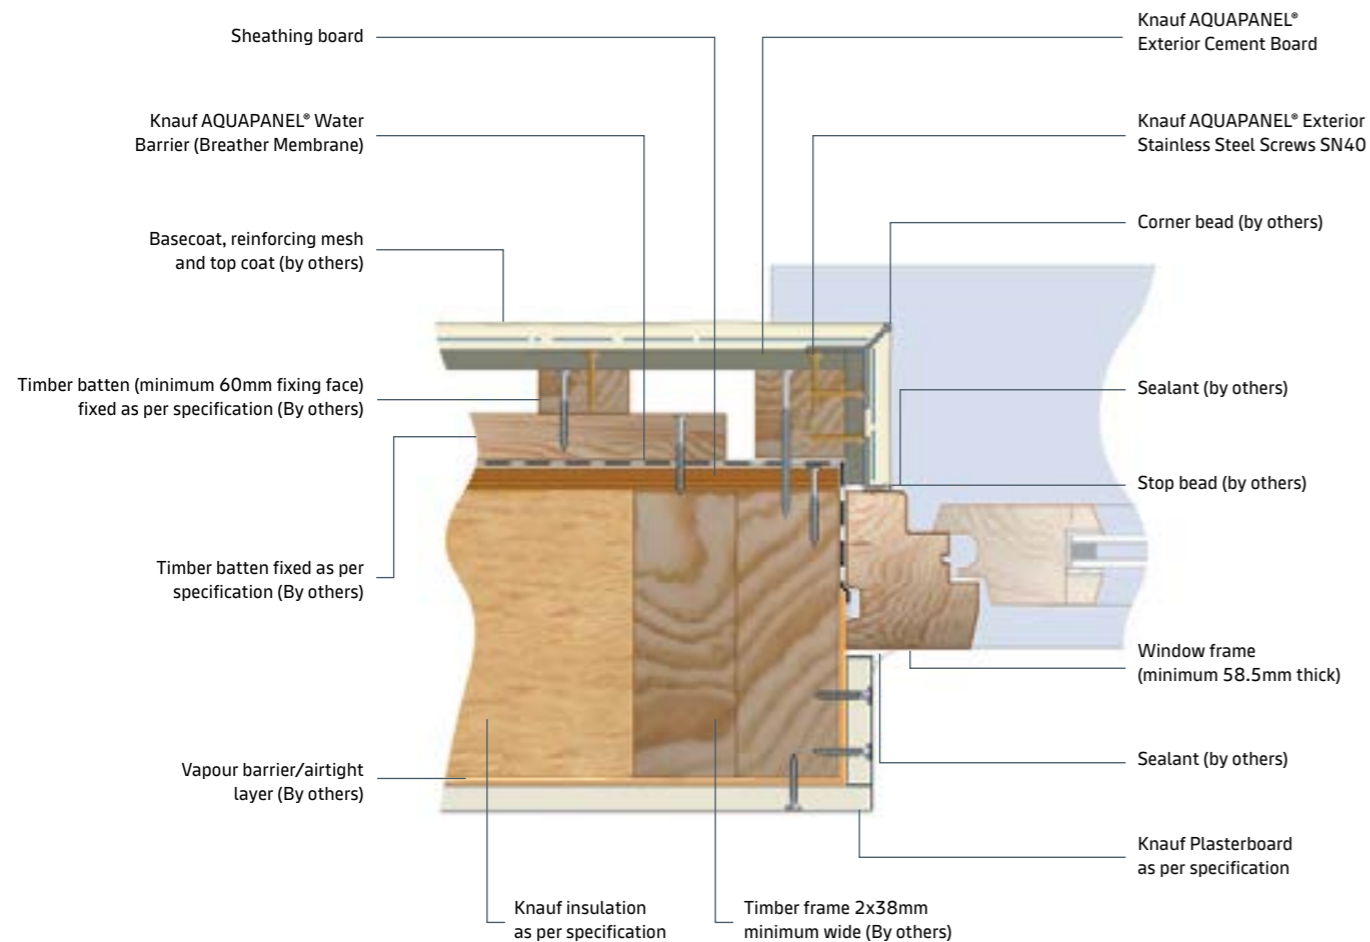 Sheathing board
Knauf AQUAPANEL® Water
Barrier (Breather Membrane)
Basecoat, reinforcing mesh
and top coat (by others)
Timber batten (minimum 60mm fixing face)
fixed as per specification (By others)
Timber batten fixed as per
specification (By others)
Vapour barrier/airtight
layer (By others)
Knauf insulation
as per specification
Timber frame 2x38mm
minimum wide (By others)
Knauf AQUAPANEL®
Exterior Cement Board
Knauf AQUAPANEL® Exterior
Stainless Steel Screws SN40
Corner bead (by others)
Sealant (by others)
Stop bead (by others)
Window frame
(minimum 58.5mm thick)
Sealant (by others)
Knauf Plasterboard
as per specification